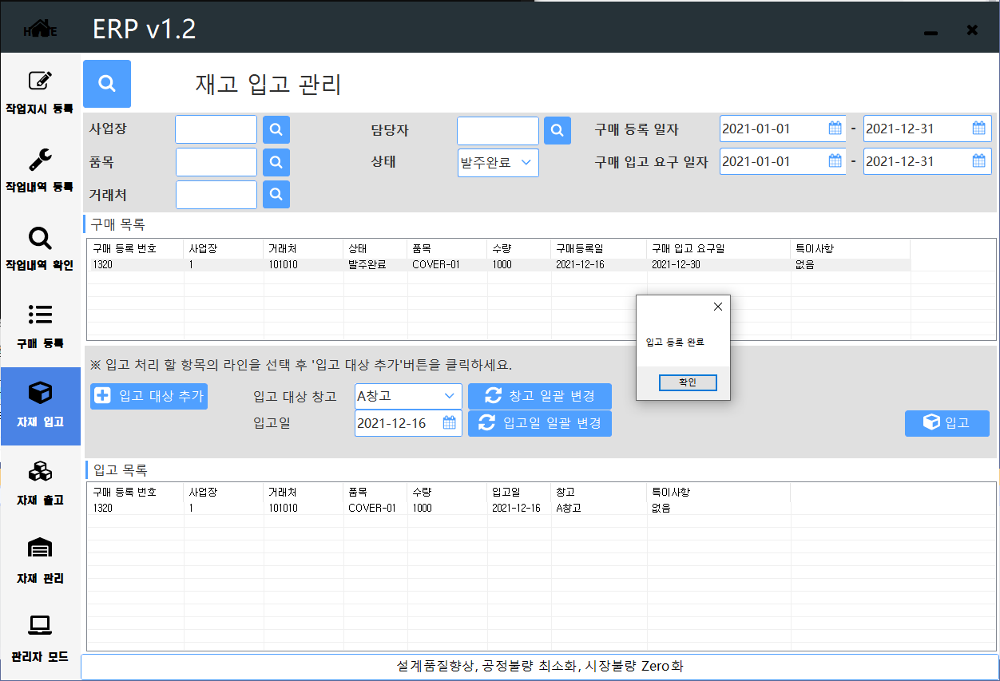 HOME ERP v1.2
작업지시 등록
작업내역 등록
작업내역 확인
구매 등록
자재 입고
자재 출고
자재 관리
관리자 모드
재고 입고 관리
사업장 담당자 구매 등록 일자 2021-01-01 - 2021-12-31
품목 상태 발주완료 구매 입고 요구 일자 2021-01-01 - 2021-12-31
거래처
구매 목록
구매 등록 번호 사업장 거래처 상태 품목 수량 구매등록일 구매 입고 요구일 특이사항
1320 1 101010 발주완료 COVER-01 1000 2021-12-16 2021-12-30 없음
입고 등록 완료
확인
※ 입고 처리 할 항목의 라인을 선택 후 '입고 대상 추가'버튼을 클릭하세요.
입고 대상 추가 입고 대상 창고 A창고 창고 일괄 변경
입고일 2021-12-16 입고일 일괄 변경 입고
입고 목록
구매 등록 번호 사업장 거래처 품목 수량 입고일 창고 특이사항
1320 1 101010 COVER-01 1000 2021-12-16 A창고 없음
설계품질향상, 공정불량 최소화, 시장불량 Zero화